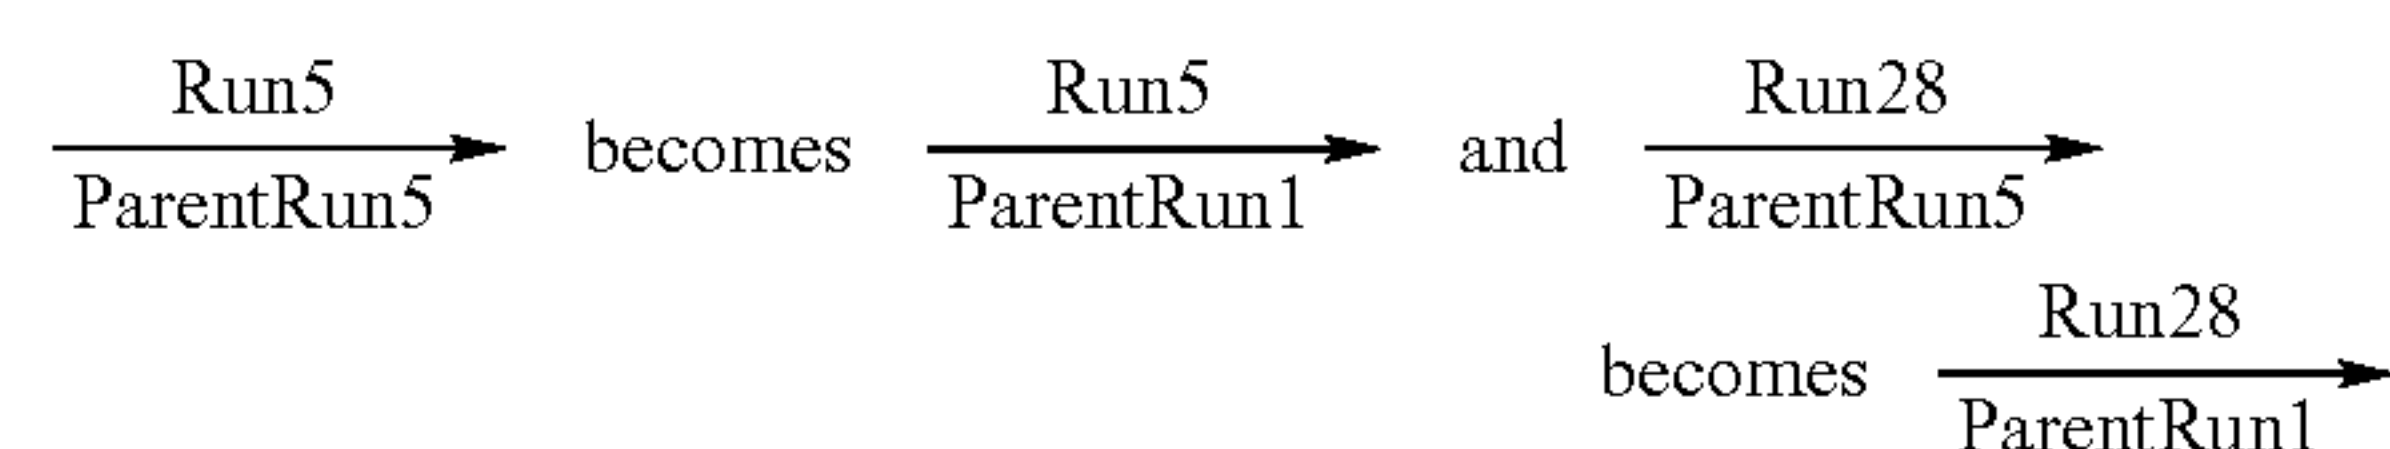 Run5 becomes Run5 and Run28
ParentRun5 ParentRun1 ParentRun5
becomes Run28
ParentRun1